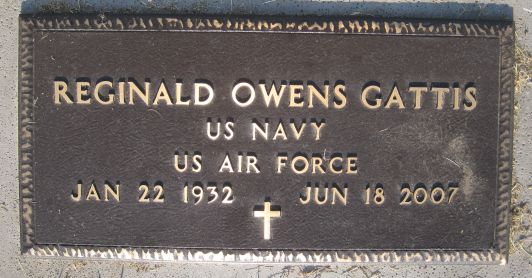 REGINALD OWENS GATTIS
US NAVY
US AIR FORCE
JAN 22 1932 JUN 18 2007